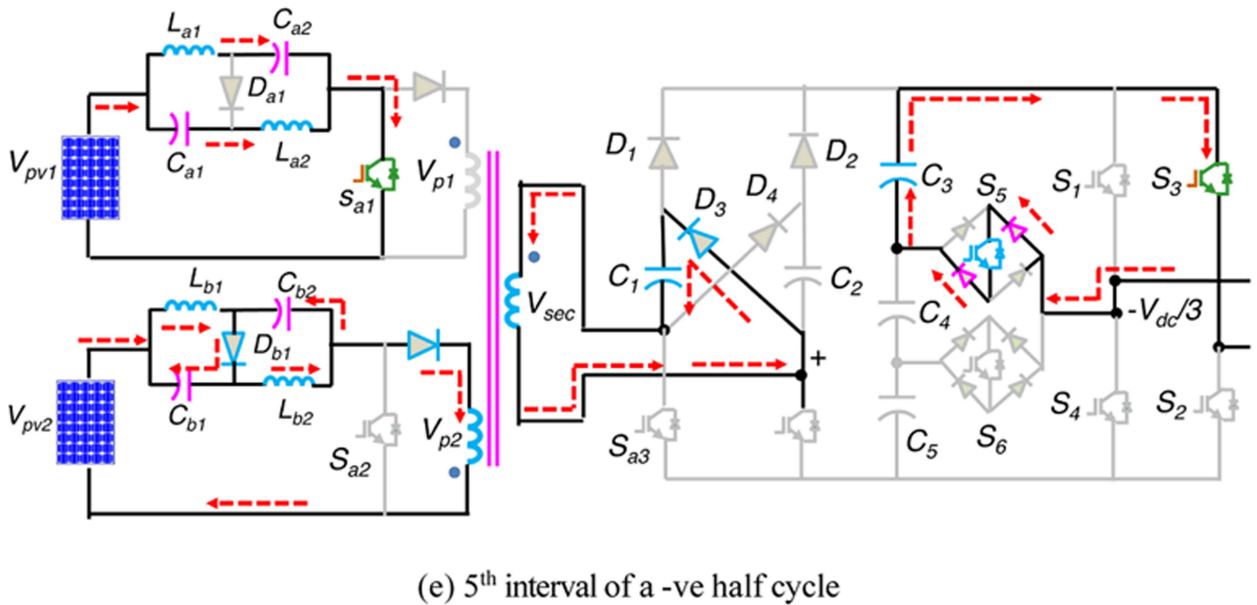 La1
Ca2
Da1
Ca1
La2
Vpv1
sa1
Vp1
Lb1
Cb2
Db1
Cb1
Lb2
Vpv2
Sa2
Vp2
Vsec
D1
D2
D3
D4
C1
C2
+
Sa3
C3
S5
S1
S3
C4
-Vdc/3
C5
S6
S4
S2
(e) 5th interval of a -ve half cycle